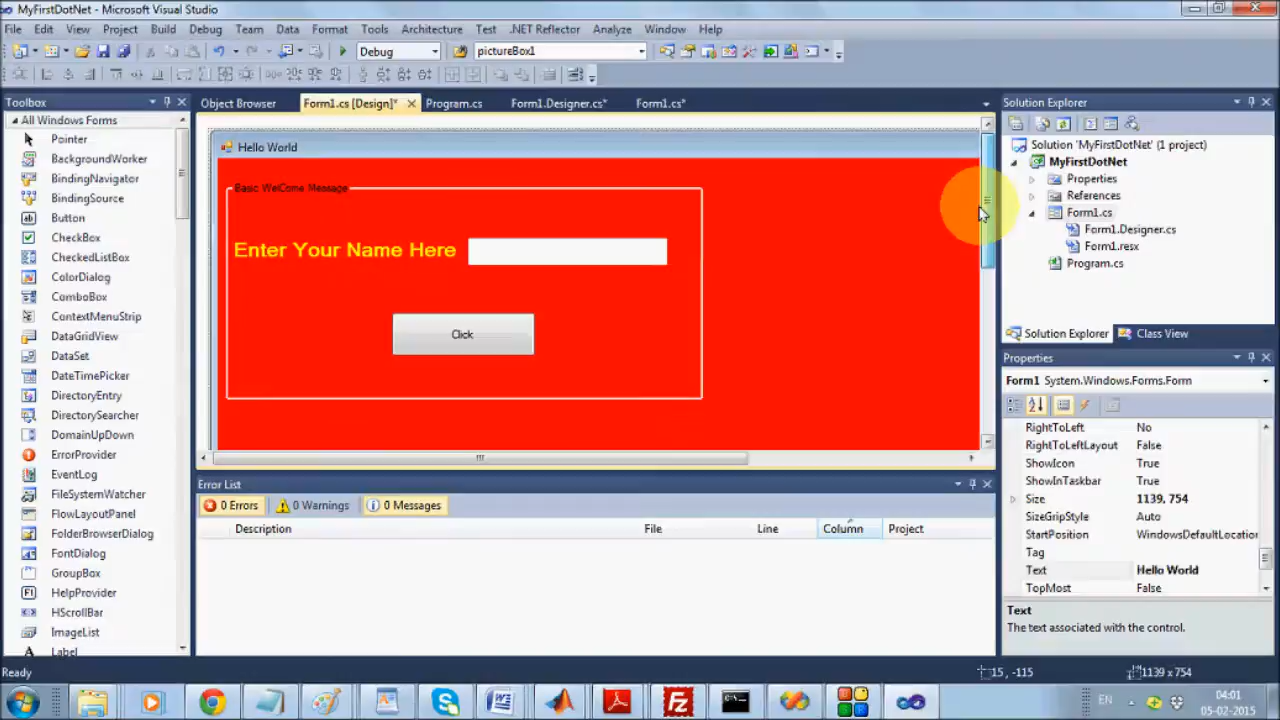 MyFirstDotNet - Microsoft Visual Studio
File Edit View Project Build Debug Team Data Format Tools Architecture Test .NET Reflector Analyze Window Help
Debug pictureBox1
Toolbox
All Windows Forms
Pointer
BackgroundWorker
BindingNavigator
BindingSource
Button
CheckBox
CheckedListBox
ColorDialog
ComboBox
ContextMenuStrip
DataGridView
DataSet
DateTimePicker
DirectoryEntry
DirectorySearcher
DomainUpDown
ErrorProvider
EventLog
FileSystemWatcher
FlowLayoutPanel
FolderBrowserDialog
FontDialog
GroupBox
HelpProvider
HScrollBar
ImageList
Label
Object Browser Form1.cs [Design]* Program.cs Form1.Designer.cs* Form1.cs*
Hello World
Basic WelCome Message
Enter Your Name Here
Click
Error List
0 Errors 0 Warnings 0 Messages
Description File Line Column Project
Solution Explorer
Solution 'MyFirstDotNet' (1 project)
MyFirstDotNet
Properties
References
Form1.cs
Form1.Designer.cs
Form1.resx
Program.cs
Solution Explorer Class View
Properties
Form1 System.Windows.Forms.Form
RightToLeft No
RightToLeftLayout False
ShowIcon True
ShowInTaskbar True
Size 1139, 754
SizeGripStyle Auto
StartPosition WindowsDefaultLocation
Tag
Text Hello World
TopMost False
Text
The text associated with the control.
Ready 15, -115 1139 x 754
EN 04:01
05-02-2015